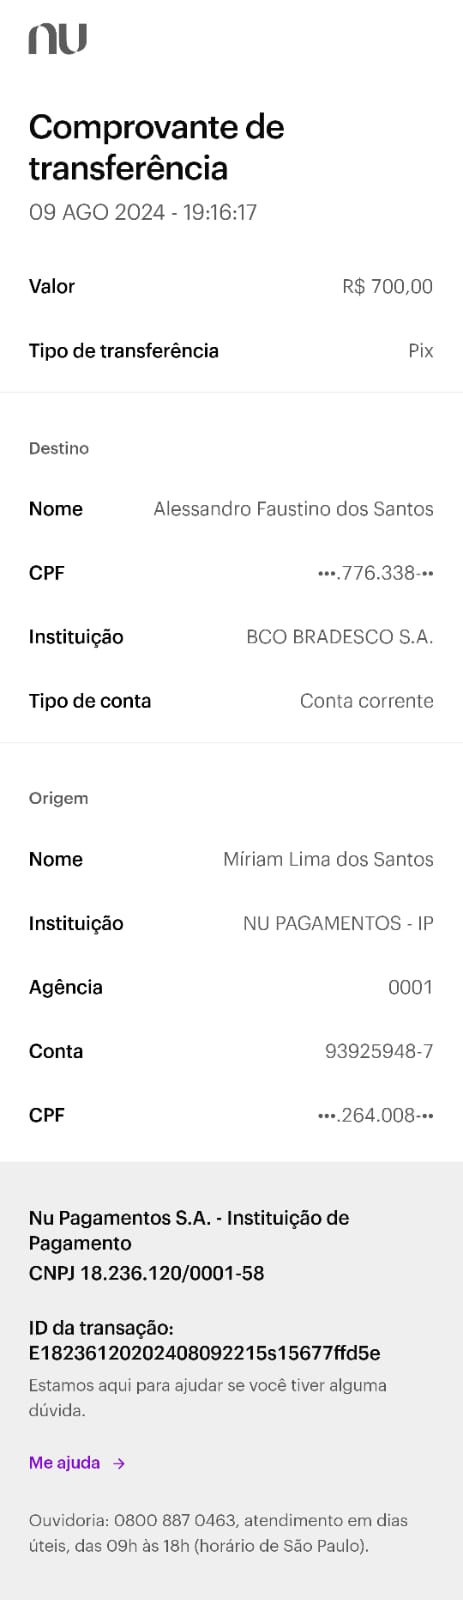 nu
Comprovante de
transferência
09 AGO 2024 - 19:16:17
Valor R$ 700,00
Tipo de transferência Pix
Destino
Nome Alessandro Faustino dos Santos
CPF •••.776.338-••
Instituição BCO BRADESCO S.A.
Tipo de conta Conta corrente
Origem
Nome Míriam Lima dos Santos
Instituição NU PAGAMENTOS - IP
Agência 0001
Conta 93925948-7
CPF •••.264.008-••
Nu Pagamentos S.A. - Instituição de
Pagamento
CNPJ 18.236.120/0001-58
ID da transação:
E18236120202408092215s15677ffd5e
Estamos aqui para ajudar se você tiver alguma
dúvida.
Me ajuda →
Ouvidoria: 0800 887 0463, atendimento em dias
úteis, das 09h às 18h (horário de São Paulo).